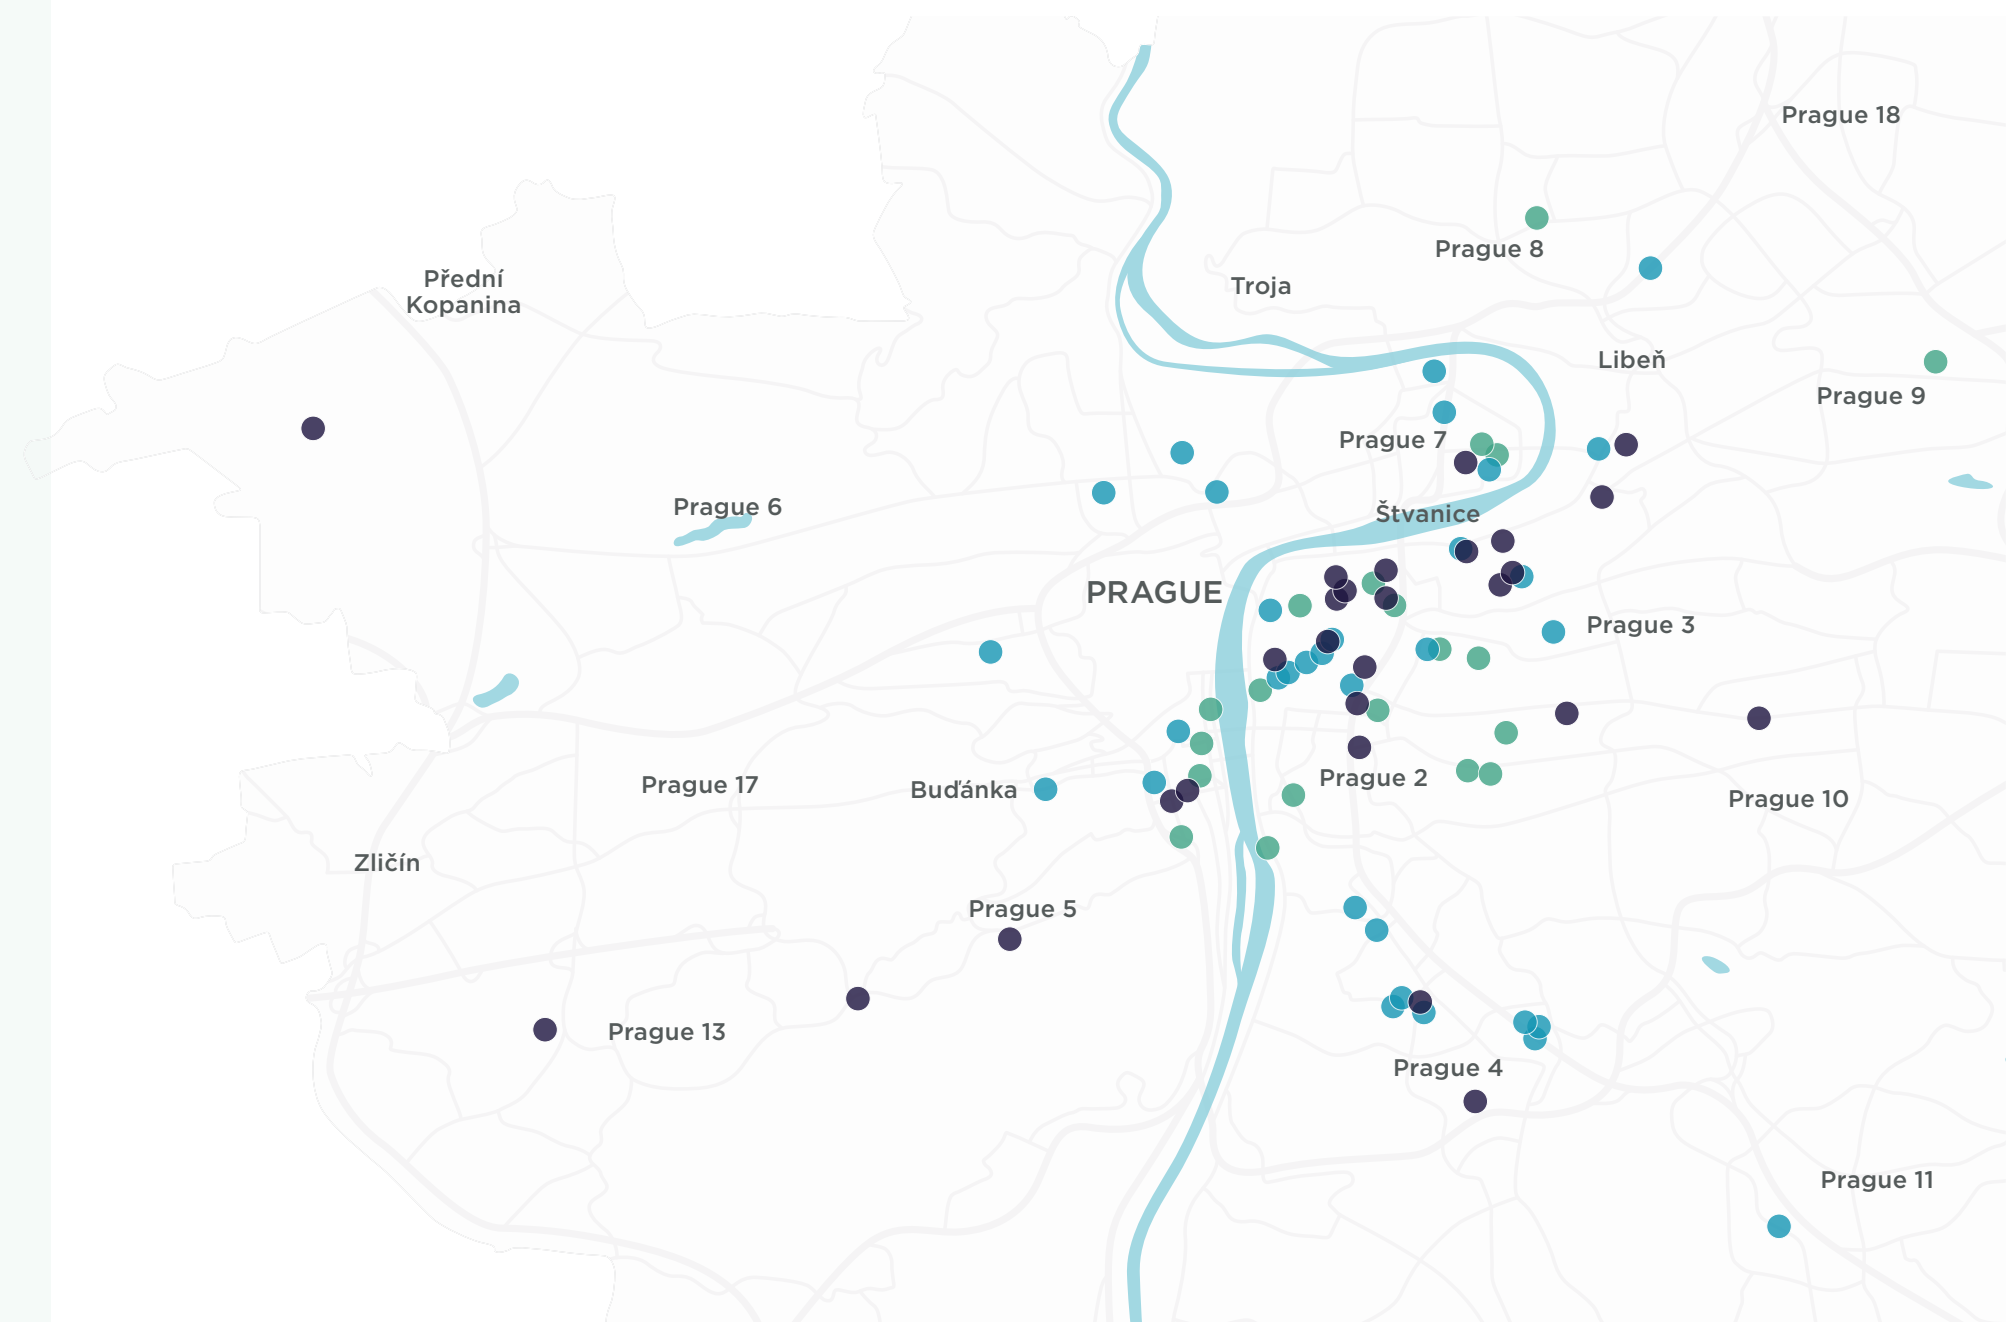 Prague 18
Prague 8
Přední
Kopanina
Troja
Libeň
Prague 9
Prague 7
Prague 6
Štvanice
PRAGUE
Prague 3
Prague 17
Buďánka
Prague 2
Prague 10
Zličín
Prague 5
Prague 13
Prague 4
Prague 11